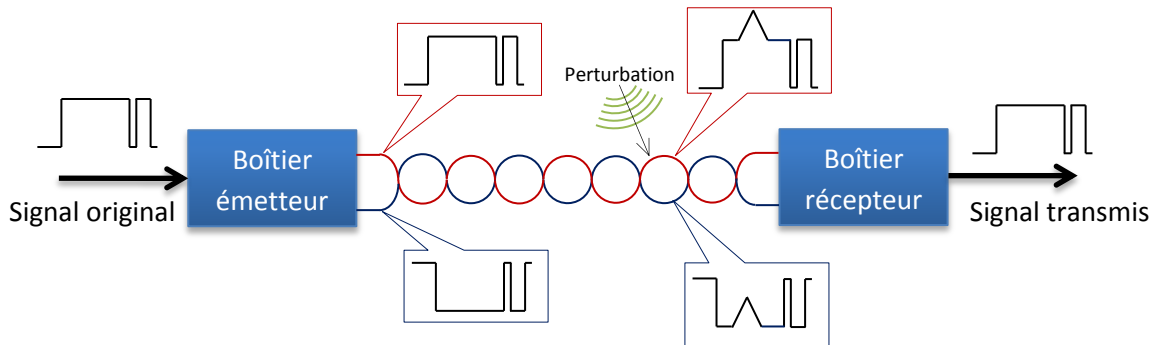 Perturbation
Boîtier
émetteur
Boîtier
récepteur
Signal original
Signal transmis